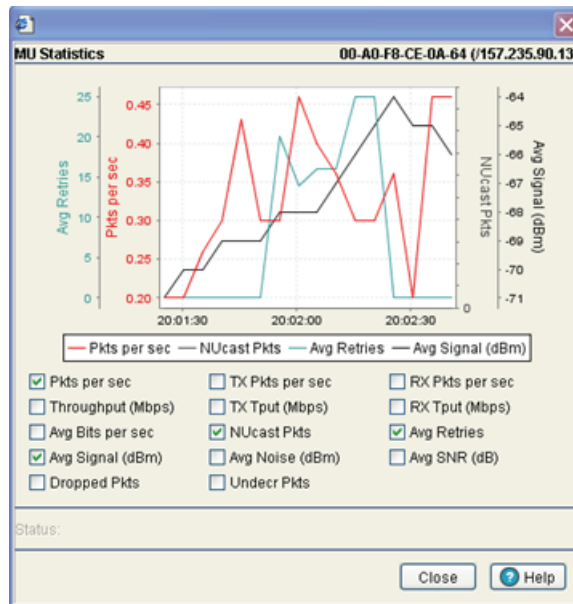 MU Statistics 00-A0-F8-CE-0A-64 (/157.235.90.13
Avg Retries
25
20
15
10
5
0
Pkts per sec
0.45
0.40
0.35
0.30
0.25
0.20
0
NUcast Pkts
-64
-65
-66
-67
-68
-69
-70
-71
Avg Signal (dBm)
20:01:30 20:02:00 20:02:30
Pkts per sec NUcast Pkts Avg Retries Avg Signal (dBm)
Pkts per sec TX Pkts per sec RX Pkts per sec
Throughput (Mbps) TX Tput (Mbps) RX Tput (Mbps)
Avg Bits per sec NUcast Pkts Avg Retries
Avg Signal (dBm) Avg Noise (dBm) Avg SNR (dB)
Dropped Pkts Undecr Pkts
Status:
Close ? Help